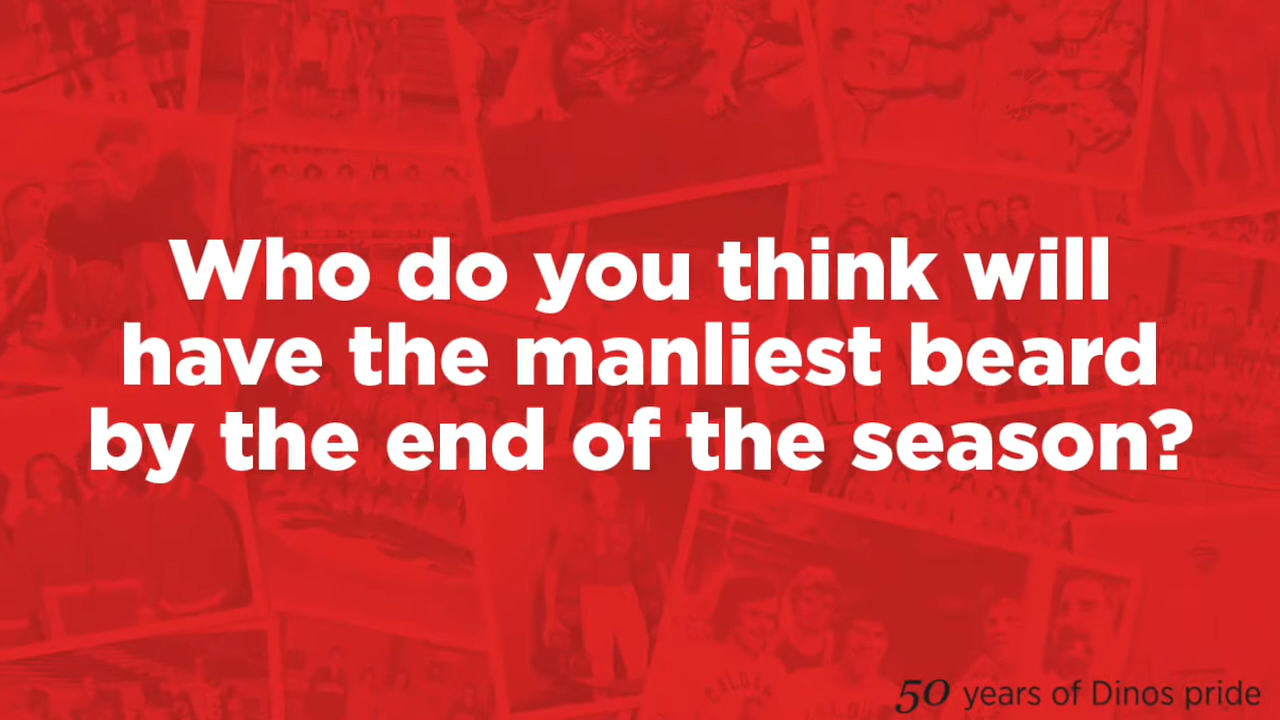 Who do you think will
have the manliest beard
by the end of the season?
50 years of Dinos pride